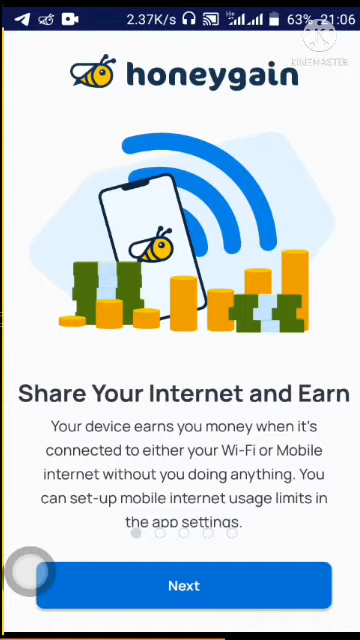 2.37K/s 63% 21:06
KINEMASTER
honeygain
Share Your Internet and Earn
Your device earns you money when it's
connected to either your Wi-Fi or Mobile
internet without you doing anything. You
can set-up mobile internet usage limits in
the app settings.
Next